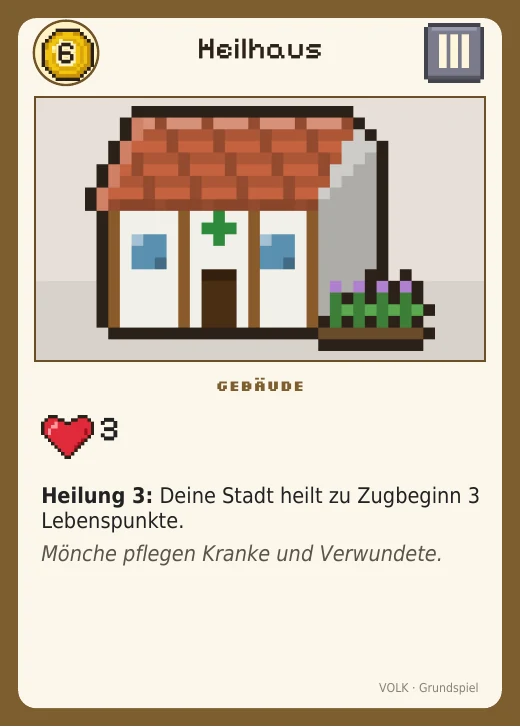 6
Heilhaus
III
GEBÄUDE
3
Heilung 3: Deine Stadt heilt zu Zugbeginn 3
Lebenspunkte.
Mönche pflegen Kranke und Verwundete.
VOLK · Grundspiel